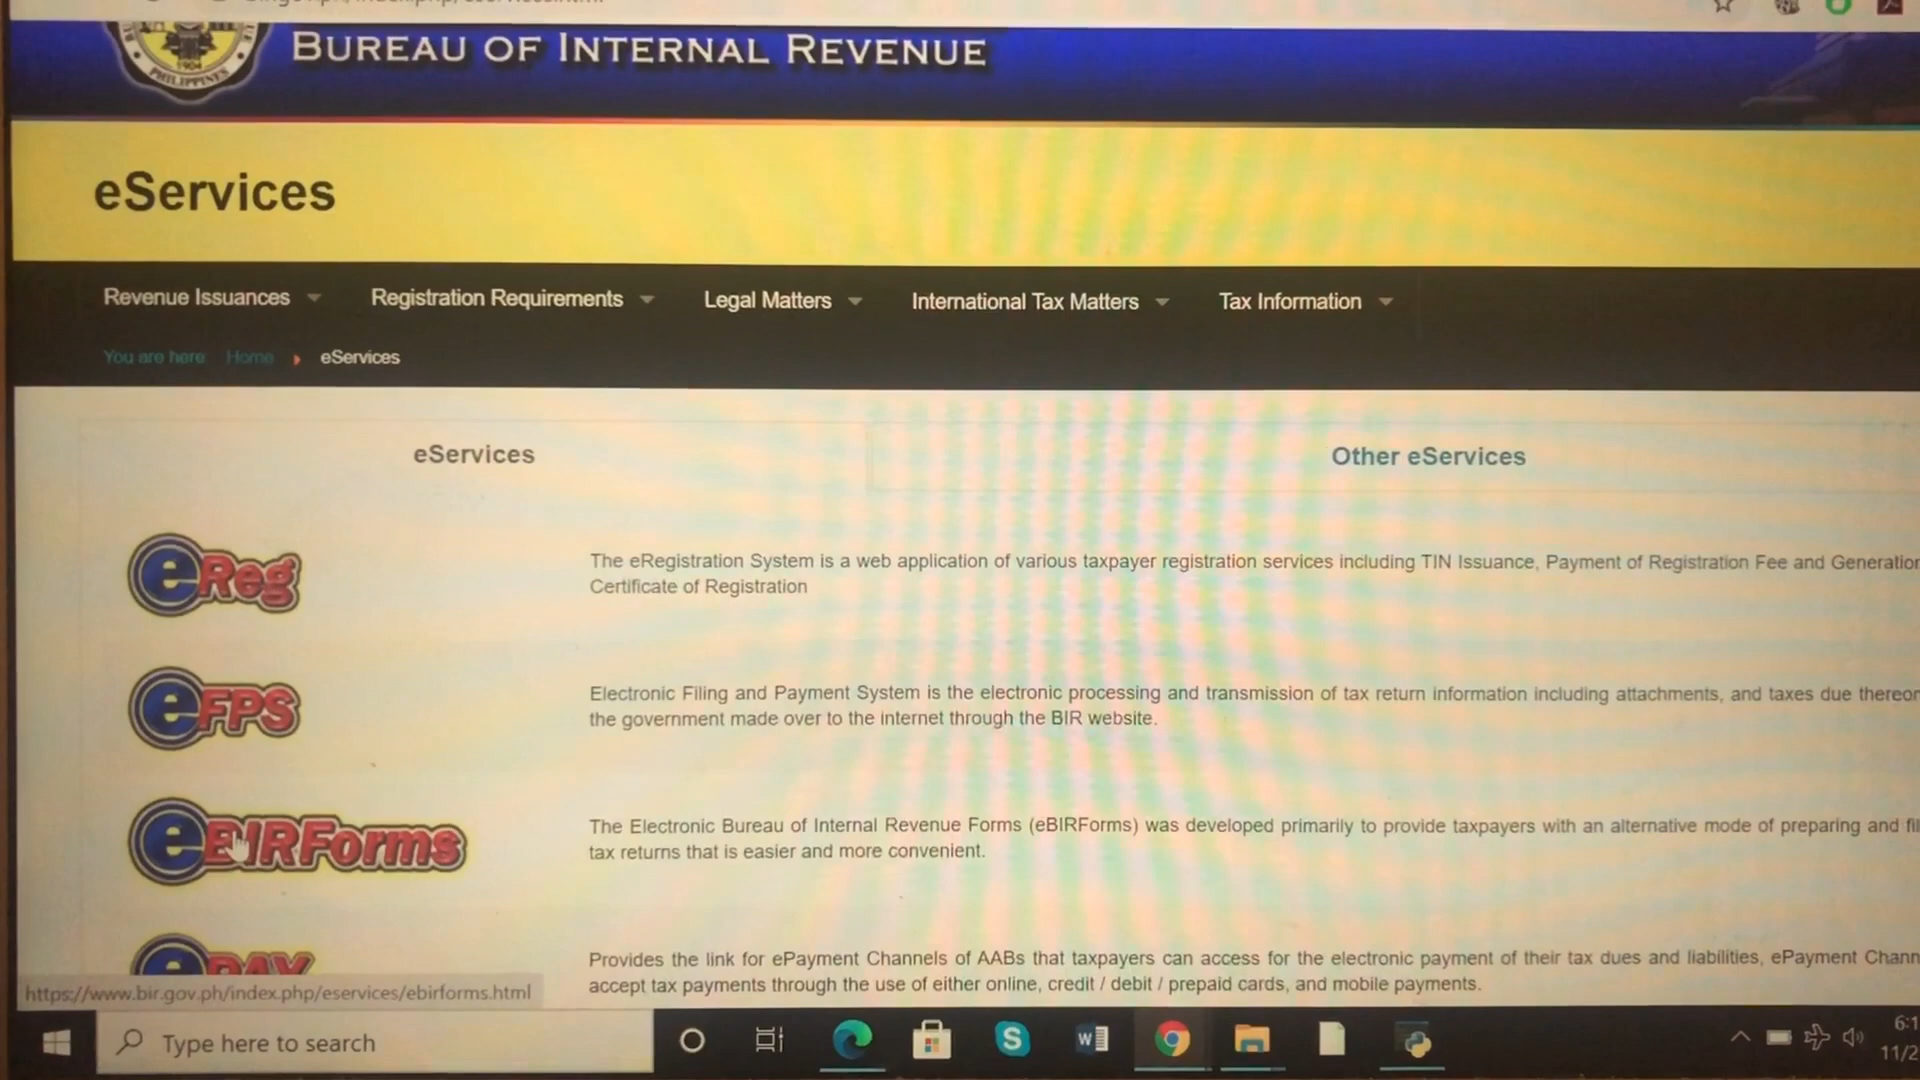 BUREAU OF INTERNAL REVENUE
1904
PHILIPPINES
eServices
Revenue Issuances
Registration Requirements
Legal Matters
International Tax Matters
Tax Information
You are here Home eServices
eServices
Other eServices
eReg
The eRegistration System is a web application of various taxpayer registration services including TIN Issuance, Payment of Registration Fee and
Certificate of Registration
eFPS
Electronic Filing and Payment System is the electronic processing and transmission of tax return information including attachments, and taxes due
the government made over to the internet through the BIR website.
eBIRForms
The Electronic Bureau of Internal Revenue Forms (eBIRForms) was developed primarily to provide taxpayers with an alternative mode of preparing and
tax returns that is easier and more convenient.
ePAY
Provides the link for ePayment Channels of AABs that taxpayers can access for the electronic payment of their tax dues and liabilities, ePayment
accept tax payments through the use of either online, credit / debit / prepaid cards, and mobile payments.
https://www.bir.gov.ph/index.php/eservices/ebirforms.html
Type here to search